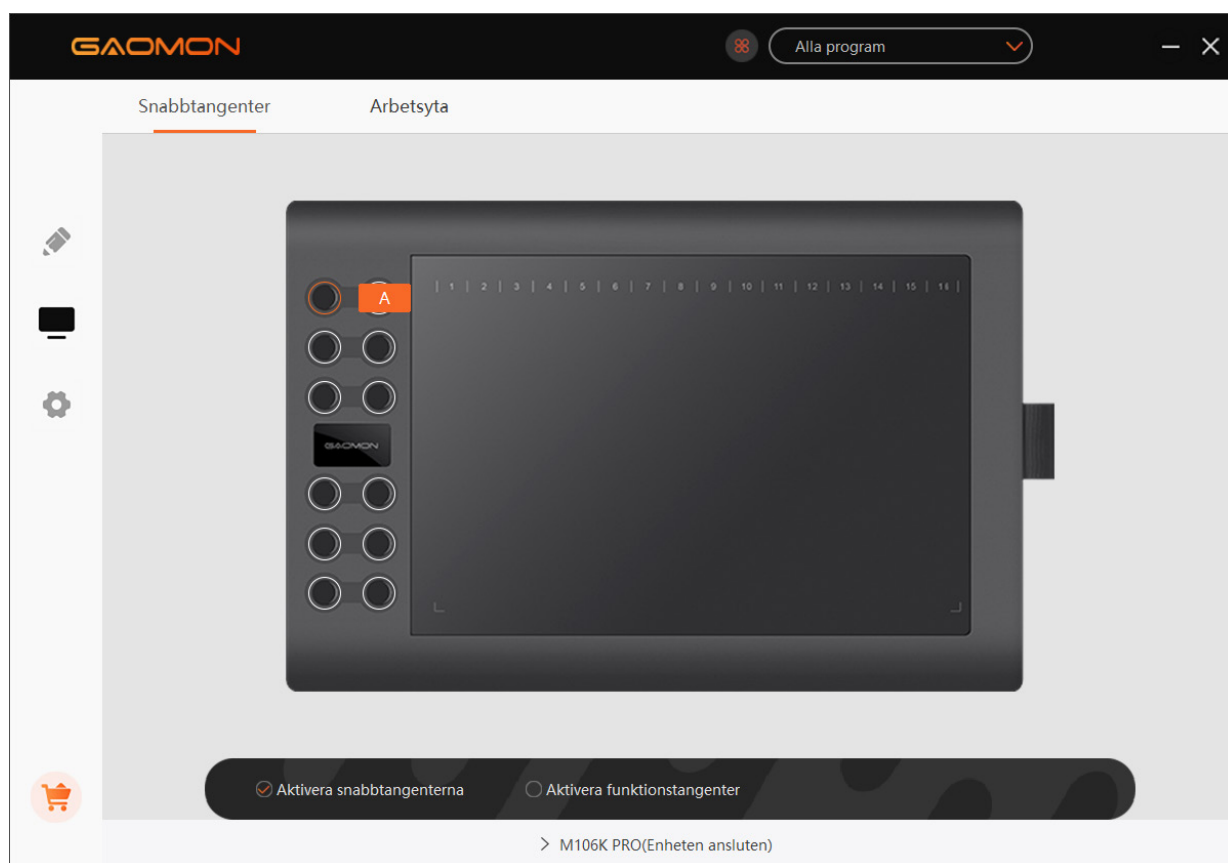 GAOMON
Alla program
Snabbtangenter
Arbetsyta
A
| 1 | 2 | 3 | 4 | 5 | 6 | 7 | 8 | 9 | 10 | 11 | 12 | 13 | 14 | 15 | 16 |
GAOMON
Aktivera snabbtangenterna
Aktivera funktionstangenter
> M106K PRO(Enheten ansluten)